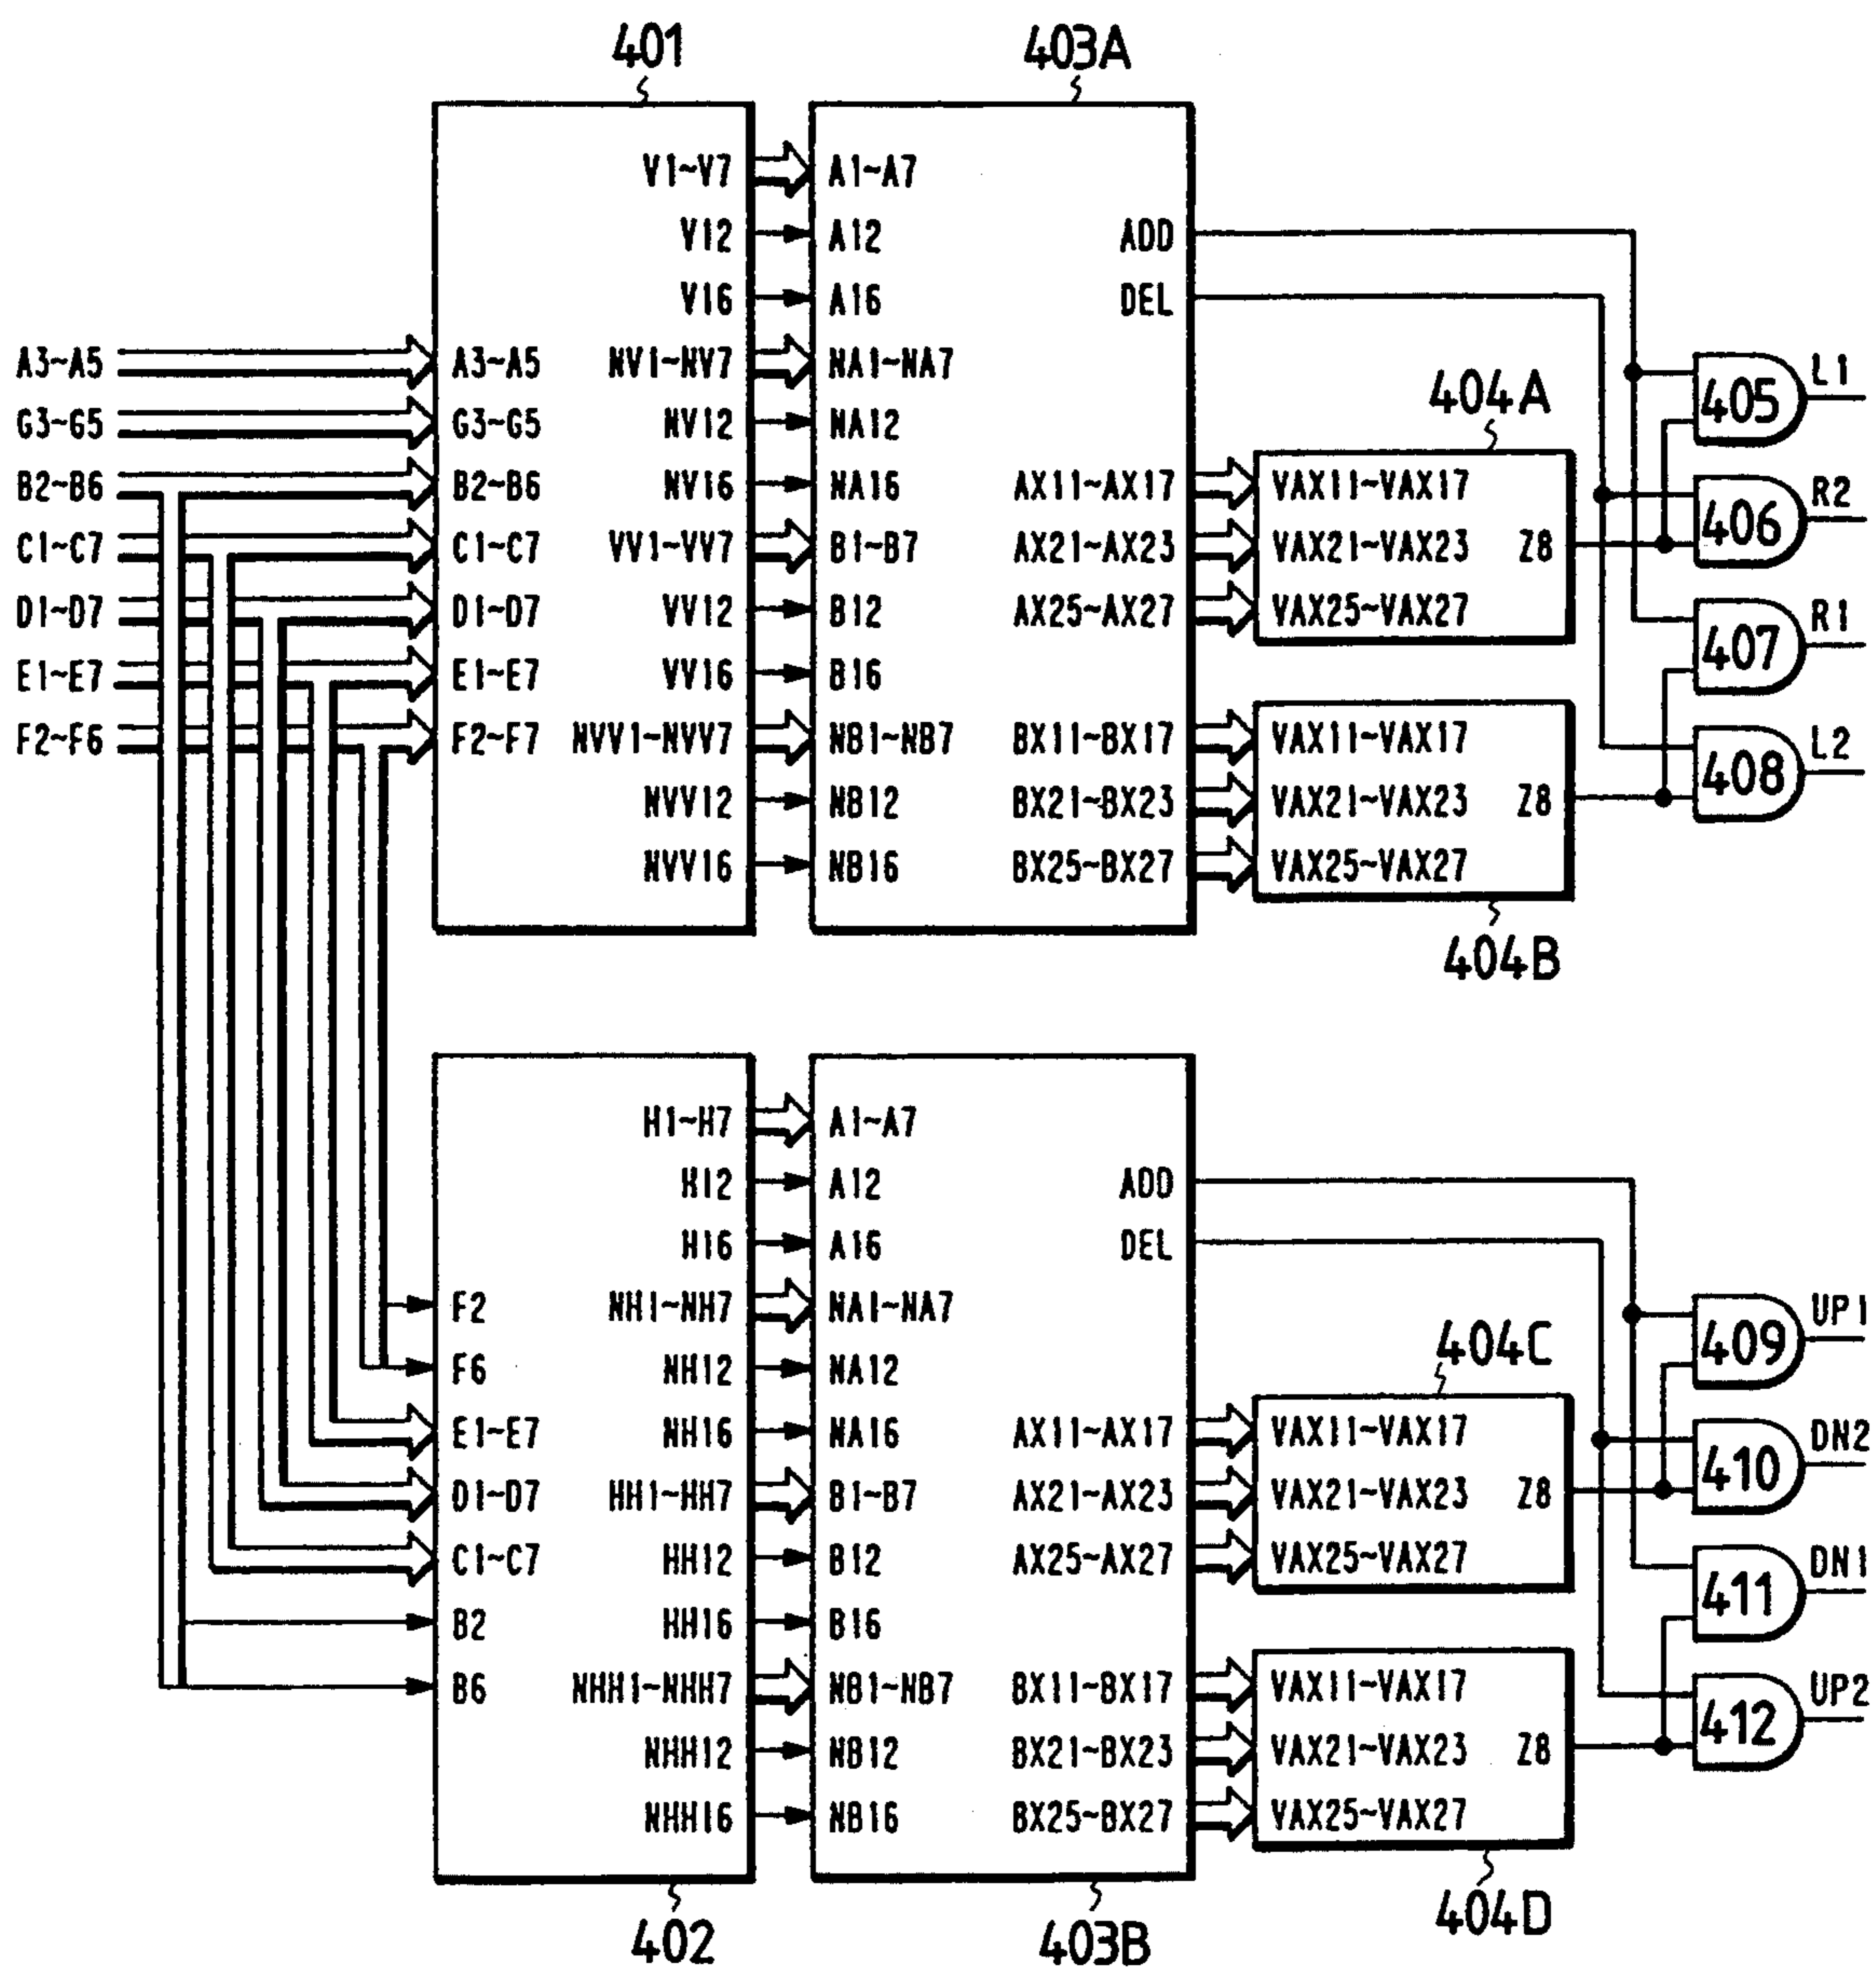 401
403A
V1~V7
A1~A7
V12
A12
ADD
V16
A16
DEL
A3~A5
A3~A5
NV1~NV7
NA1~NA7
404A
405
L1
G3~G5
G3~G5
NV12
NA12
B2~B6
B2~B6
NV16
NA16
AX11~AX17
VAX11~VAX17
406
R2
C1~C7
C1~C7
VV1~VV7
B1~B7
AX21~AX23
VAX21~VAX23
Z8
D1~D7
D1~D7
VV12
B12
AX25~AX27
VAX25~VAX27
407
R1
E1~E7
E1~E7
VV16
B16
F2~F6
F2~F7
NVV1~NVV7
NB1~NB7
BX11~BX17
VAX11~VAX17
408
L2
NVV12
NB12
BX21~BX23
VAX21~VAX23
Z8
NVV16
NB16
BX25~BX27
VAX25~VAX27
404B
H1~H7
A1~A7
H12
A12
ADD
H16
A16
DEL
F2
NH1~NH7
NA1~NA7
404C
409
UP1
F6
NH12
NA12
E1~E7
NH16
NA16
AX11~AX17
VAX11~VAX17
410
DN2
D1~D7
HH1~HH7
B1~B7
AX21~AX23
VAX21~VAX23
Z8
C1~C7
HH12
B12
AX25~AX27
VAX25~VAX27
411
DN1
B2
HH16
B16
B6
NHH1~NHH7
NB1~NB7
BX11~BX17
VAX11~VAX17
412
UP2
NHH12
NB12
BX21~BX23
VAX21~VAX23
Z8
NHH16
NB16
BX25~BX27
VAX25~VAX27
402
403B
404D